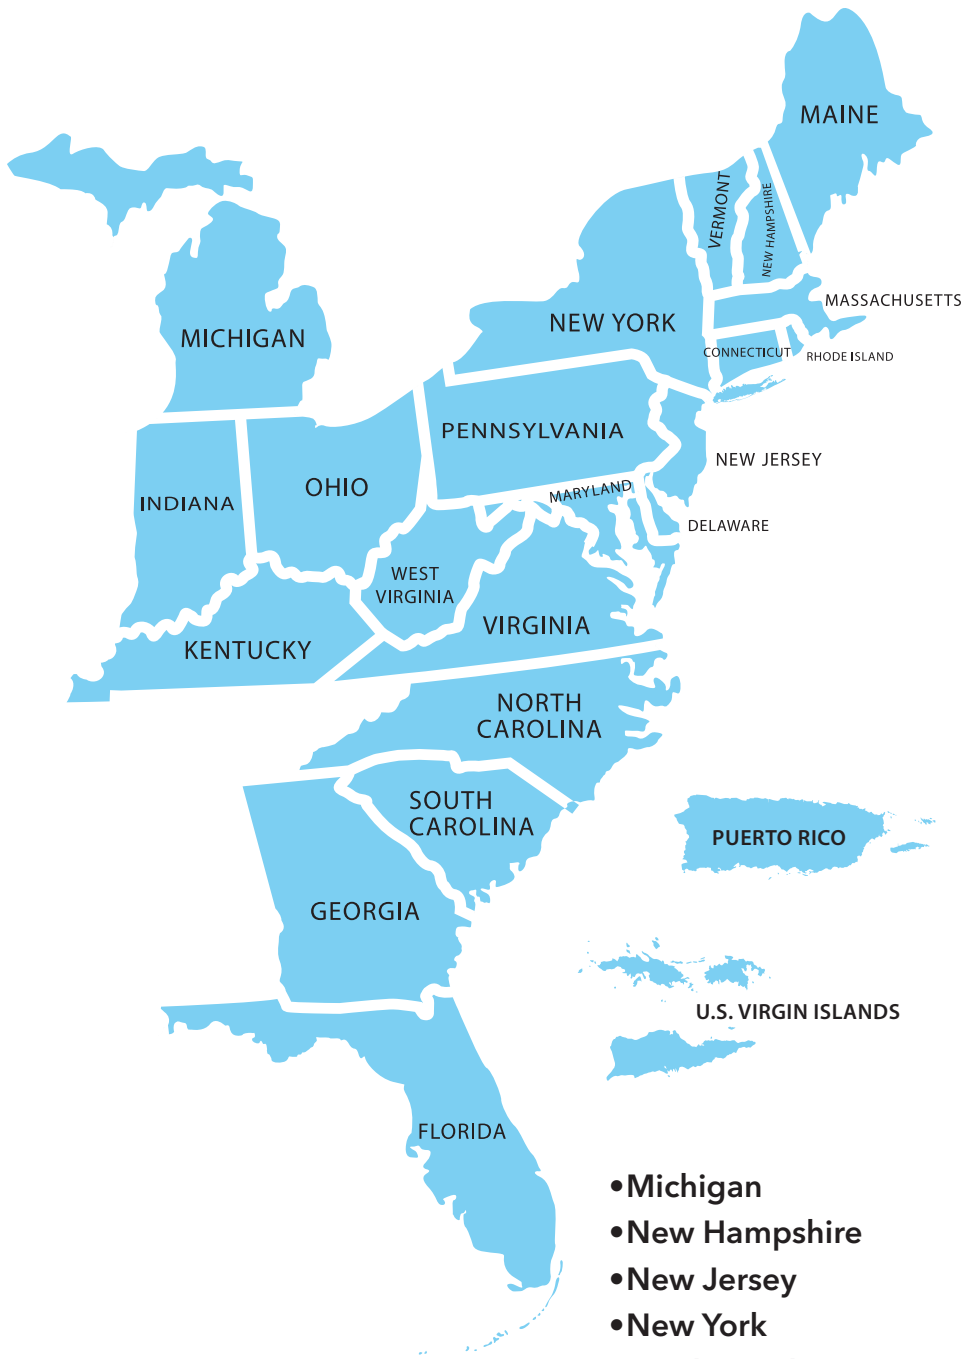 MAINE
VERMONT
NEW HAMPSHIRE
MASSACHUSETTS
NEW YORK
MICHIGAN
CONNECTICUT
RHODE ISLAND
PENNSYLVANIA
NEW JERSEY
OHIO
MARYLAND
INDIANA
DELAWARE
WEST
VIRGINIA
VIRGINIA
KENTUCKY
NORTH
CAROLINA
SOUTH
CAROLINA
PUERTO RICO
GEORGIA
U.S. VIRGIN ISLANDS
FLORIDA
•Michigan
•New Hampshire
•New Jersey
•New York